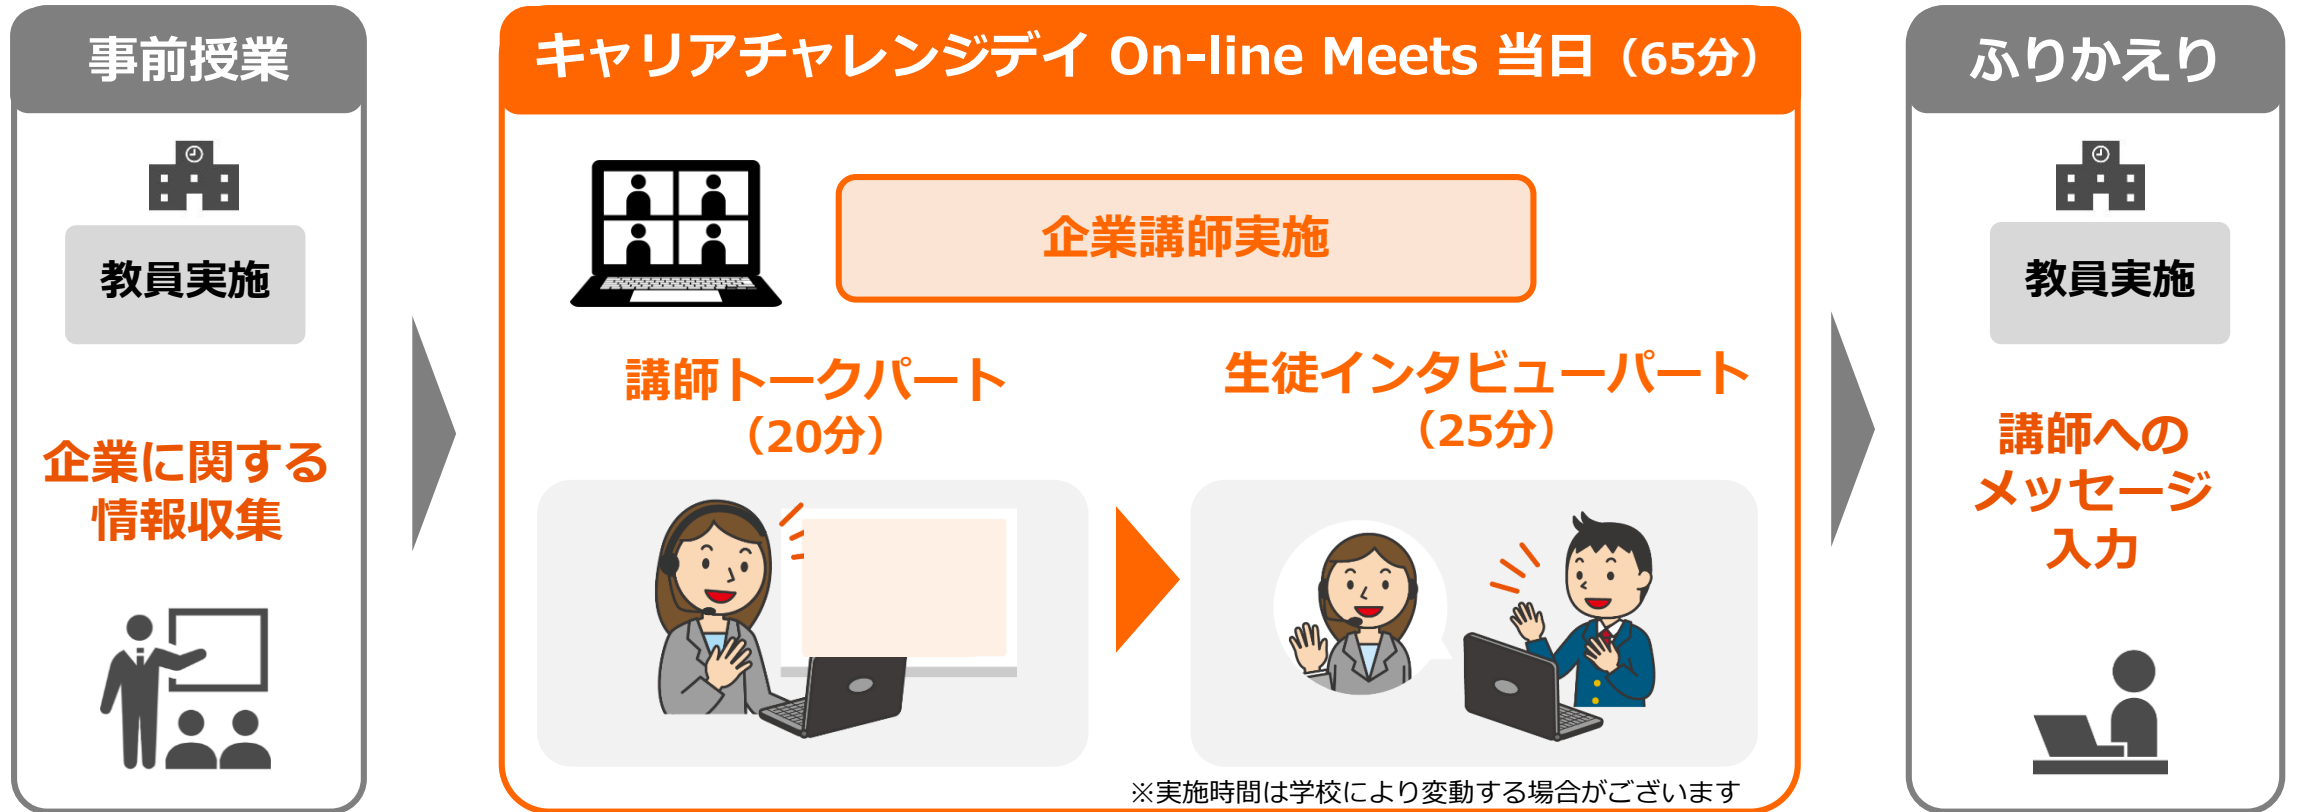 事前授業
教員実施
企業に関する
情報収集
キャリアチャレンジデイ On-line Meets 当日（65分）
企業講師実施
講師トークパート
（20分）
生徒インタビューパート
（25分）
※実施時間は学校により変動する場合がございます
ふりかえり
教員実施
講師への
メッセージ
入力